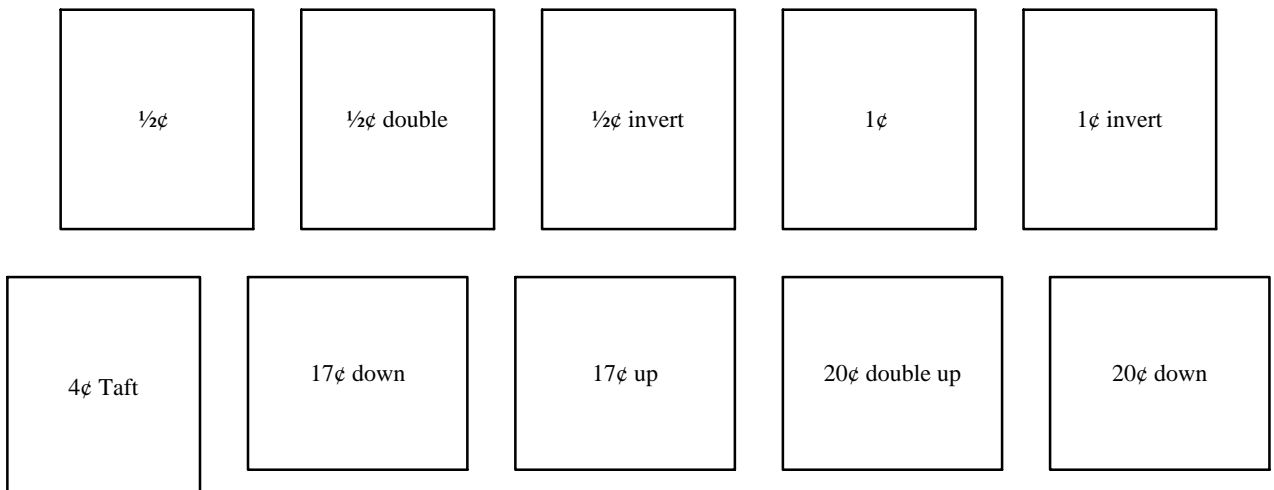 ½¢
½¢ double
½¢ invert
1¢
1¢ invert
4¢ Taft
17¢ down
17¢ up
20¢ double up
20¢ down